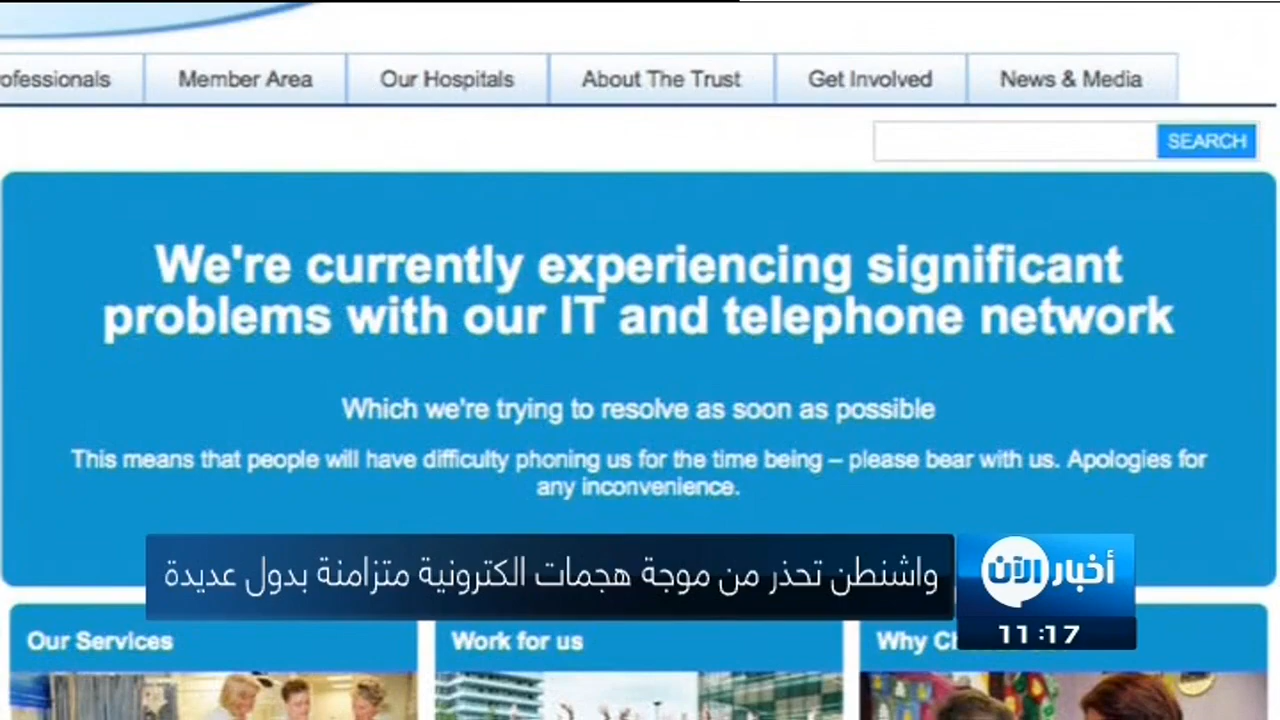 Member Area
Our Hospitals
About The Trust
Get Involved
News & Media
SEARCH
We're currently experiencing significant
problems with our IT and telephone network
Which we're trying to resolve as soon as possible
This means that people will have difficulty phoning us for the time being – please bear with us. Apologies for
any inconvenience.
واشنطن تحذر من موجة هجمات الكترونية متزامنة بدول عديدة
أخبار الآن
11:17
Our Services
Work for us
Why